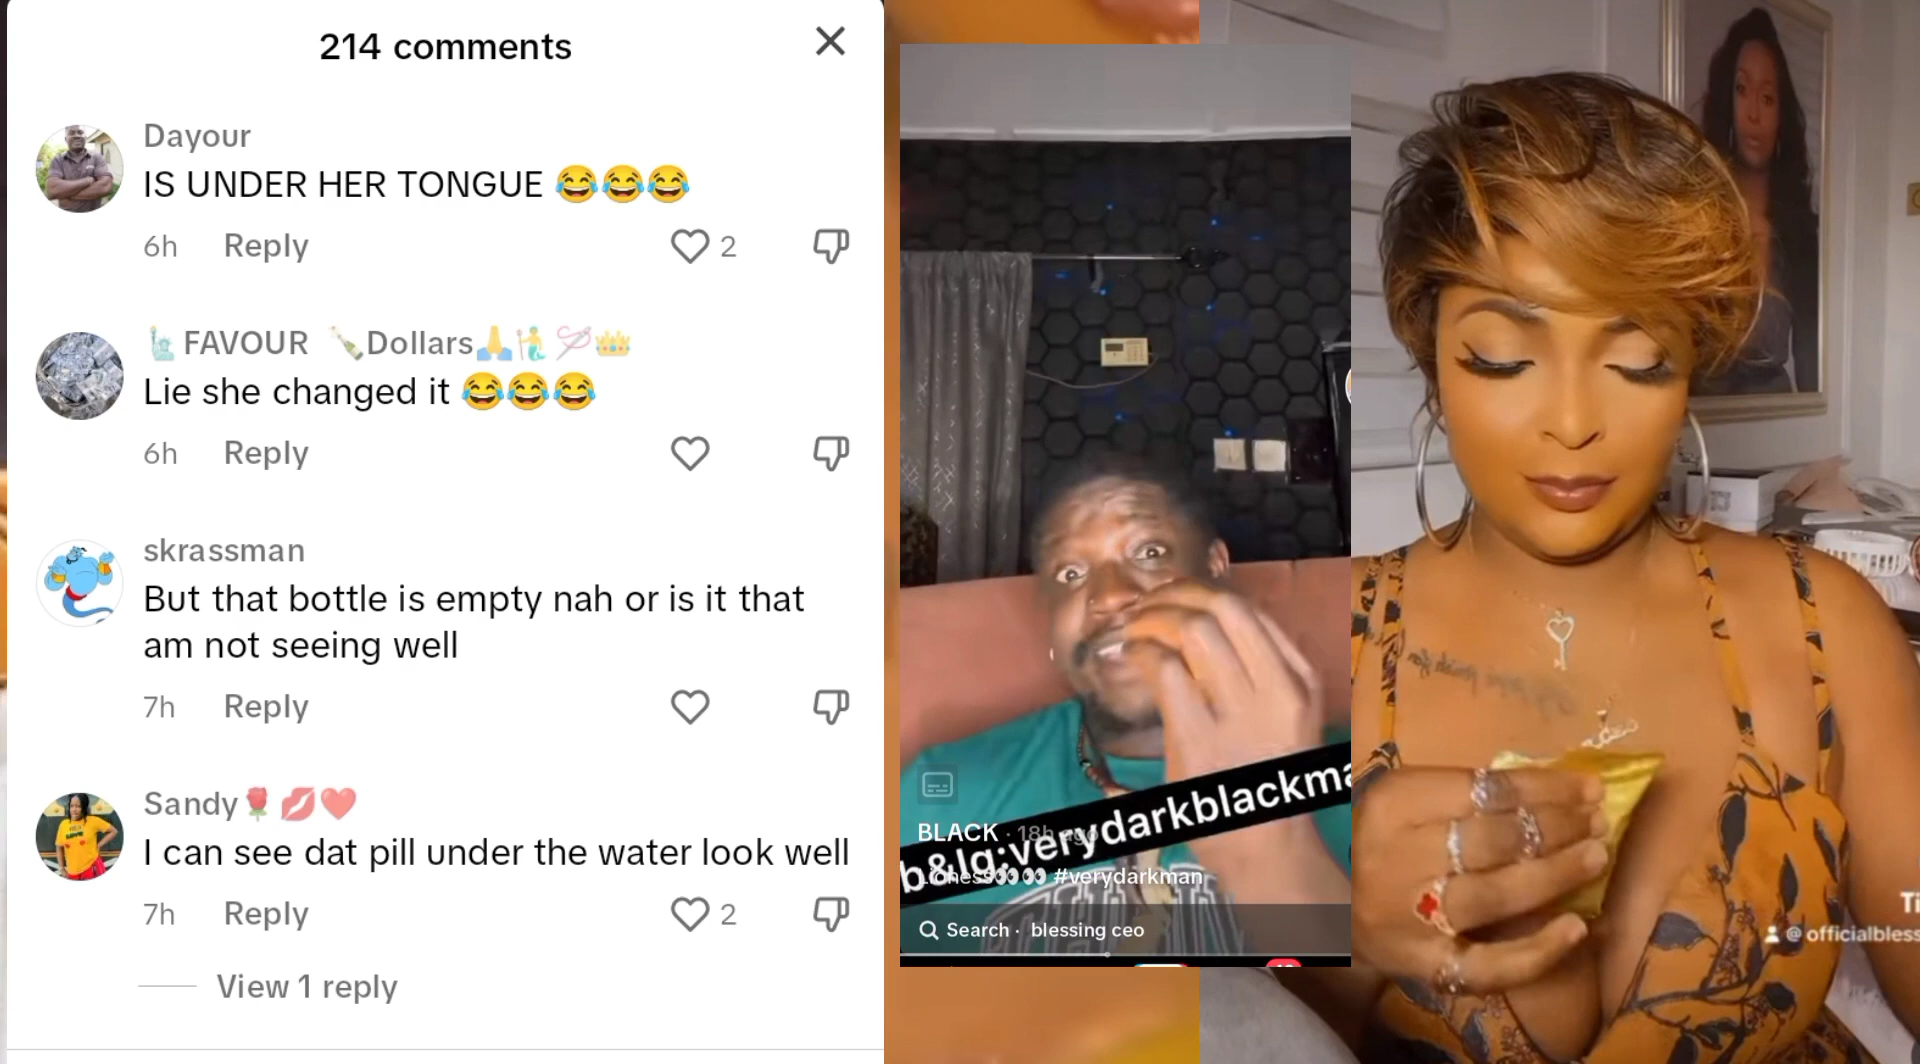 214 comments
Dayour
IS UNDER HER TONGUE 😂😂😂
6h Reply 2
🗽FAVOUR 🍾Dollars🙏🧜🪡👑
Lie she changed it 😂😂😂
6h Reply
skrassman
But that bottle is empty nah or is it that
am not seeing well
7h Reply
Sandy🌹💋❤️
I can see dat pill under the water look well
7h Reply 2
View 1 reply
b&Ig:verydarkblackma
BLACK · 18h ago
#verydarkman
Search · blessing ceo
Ti
@ officialbless